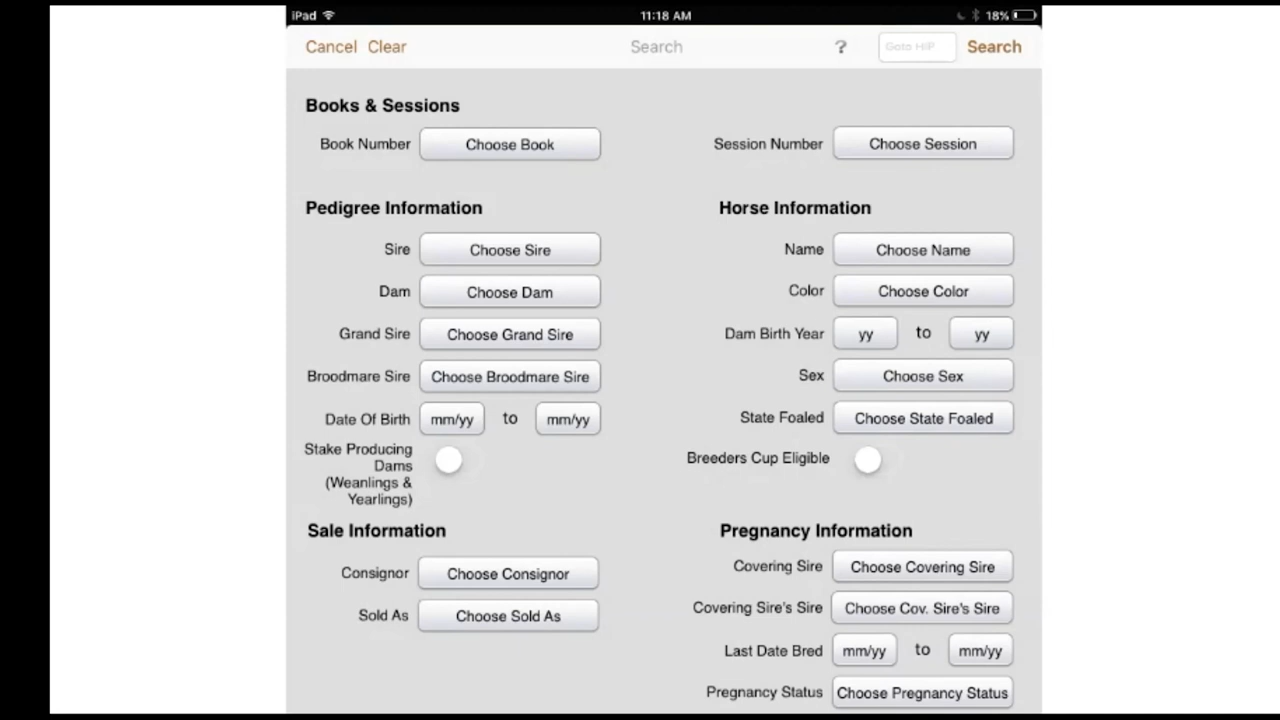 iPad 11:18 AM 18%
Cancel Clear Search ? Goto HIP Search
Books & Sessions
Book Number Choose Book Session Number Choose Session
Pedigree Information Horse Information
Sire Choose Sire Name Choose Name
Dam Choose Dam Color Choose Color
Grand Sire Choose Grand Sire Dam Birth Year yy to yy
Broodmare Sire Choose Broodmare Sire Sex Choose Sex
Date Of Birth mm/yy to mm/yy State Foaled Choose State Foaled
Stake Producing
Dams
(Weanlings &
Yearlings)
Breeders Cup Eligible
Sale Information Pregnancy Information
Consignor Choose Consignor Covering Sire Choose Covering Sire
Sold As Choose Sold As Covering Sire's Sire Choose Cov. Sire's Sire
Last Date Bred mm/yy to mm/yy
Pregnancy Status Choose Pregnancy Status